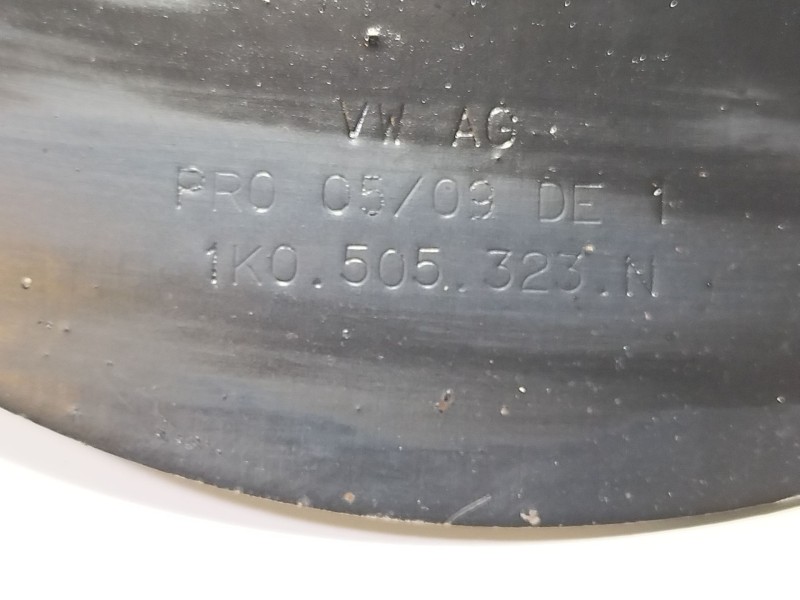 VW AG
PRO 05/09 DE 1
1K0.505.323.N